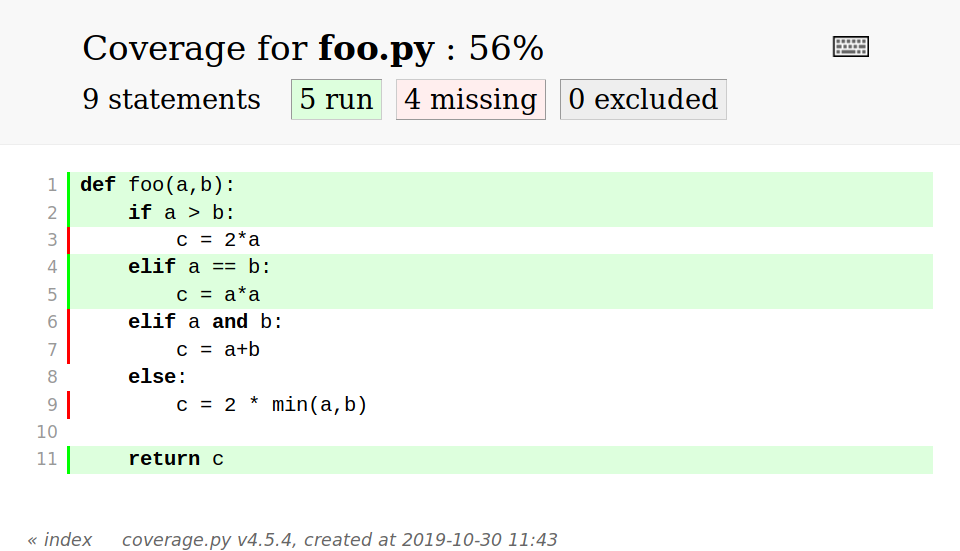 Coverage for foo.py : 56%
9 statements 5 run 4 missing 0 excluded
1 def foo(a,b):
2     if a > b:
3         c = 2*a
4     elif a == b:
5         c = a*a
6     elif a and b:
7         c = a+b
8     else:
9         c = 2 * min(a,b)
10
11     return c
« index coverage.py v4.5.4, created at 2019-10-30 11:43